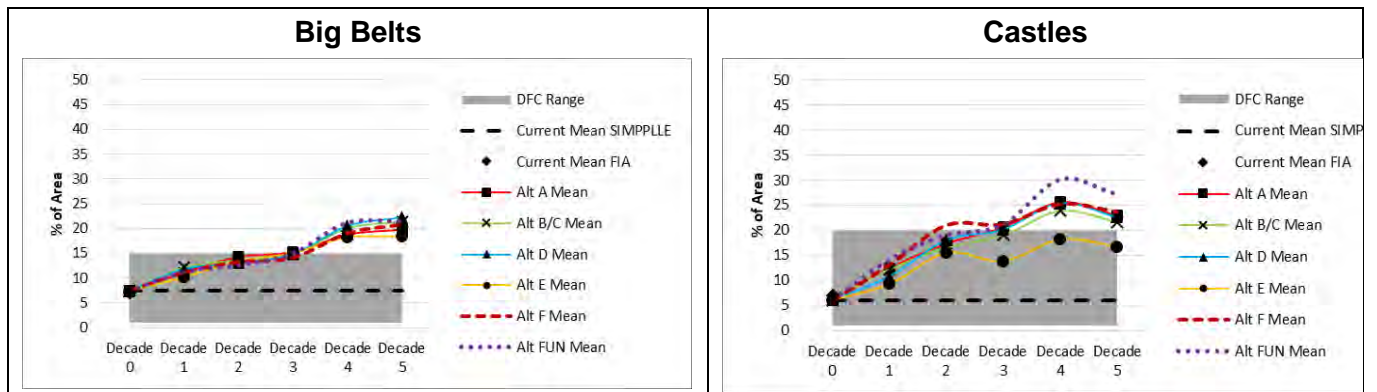 Big Belts
Castles
50
45
40
35
30
25
20
15
10
5
0
% of Area
Decade 0
Decade 1
Decade 2
Decade 3
Decade 4
Decade 5
DFC Range
Current Mean SIMPPLLE
Current Mean FIA
Alt A Mean
Alt B/C Mean
Alt D Mean
Alt E Mean
Alt F Mean
Alt FUN Mean
50
45
40
35
30
25
20
15
10
5
0
% of Area
Decade 0
Decade 1
Decade 2
Decade 3
Decade 4
Decade 5
DFC Range
Current Mean SIMP
Current Mean FIA
Alt A Mean
Alt B/C Mean
Alt D Mean
Alt E Mean
Alt F Mean
Alt FUN Mean